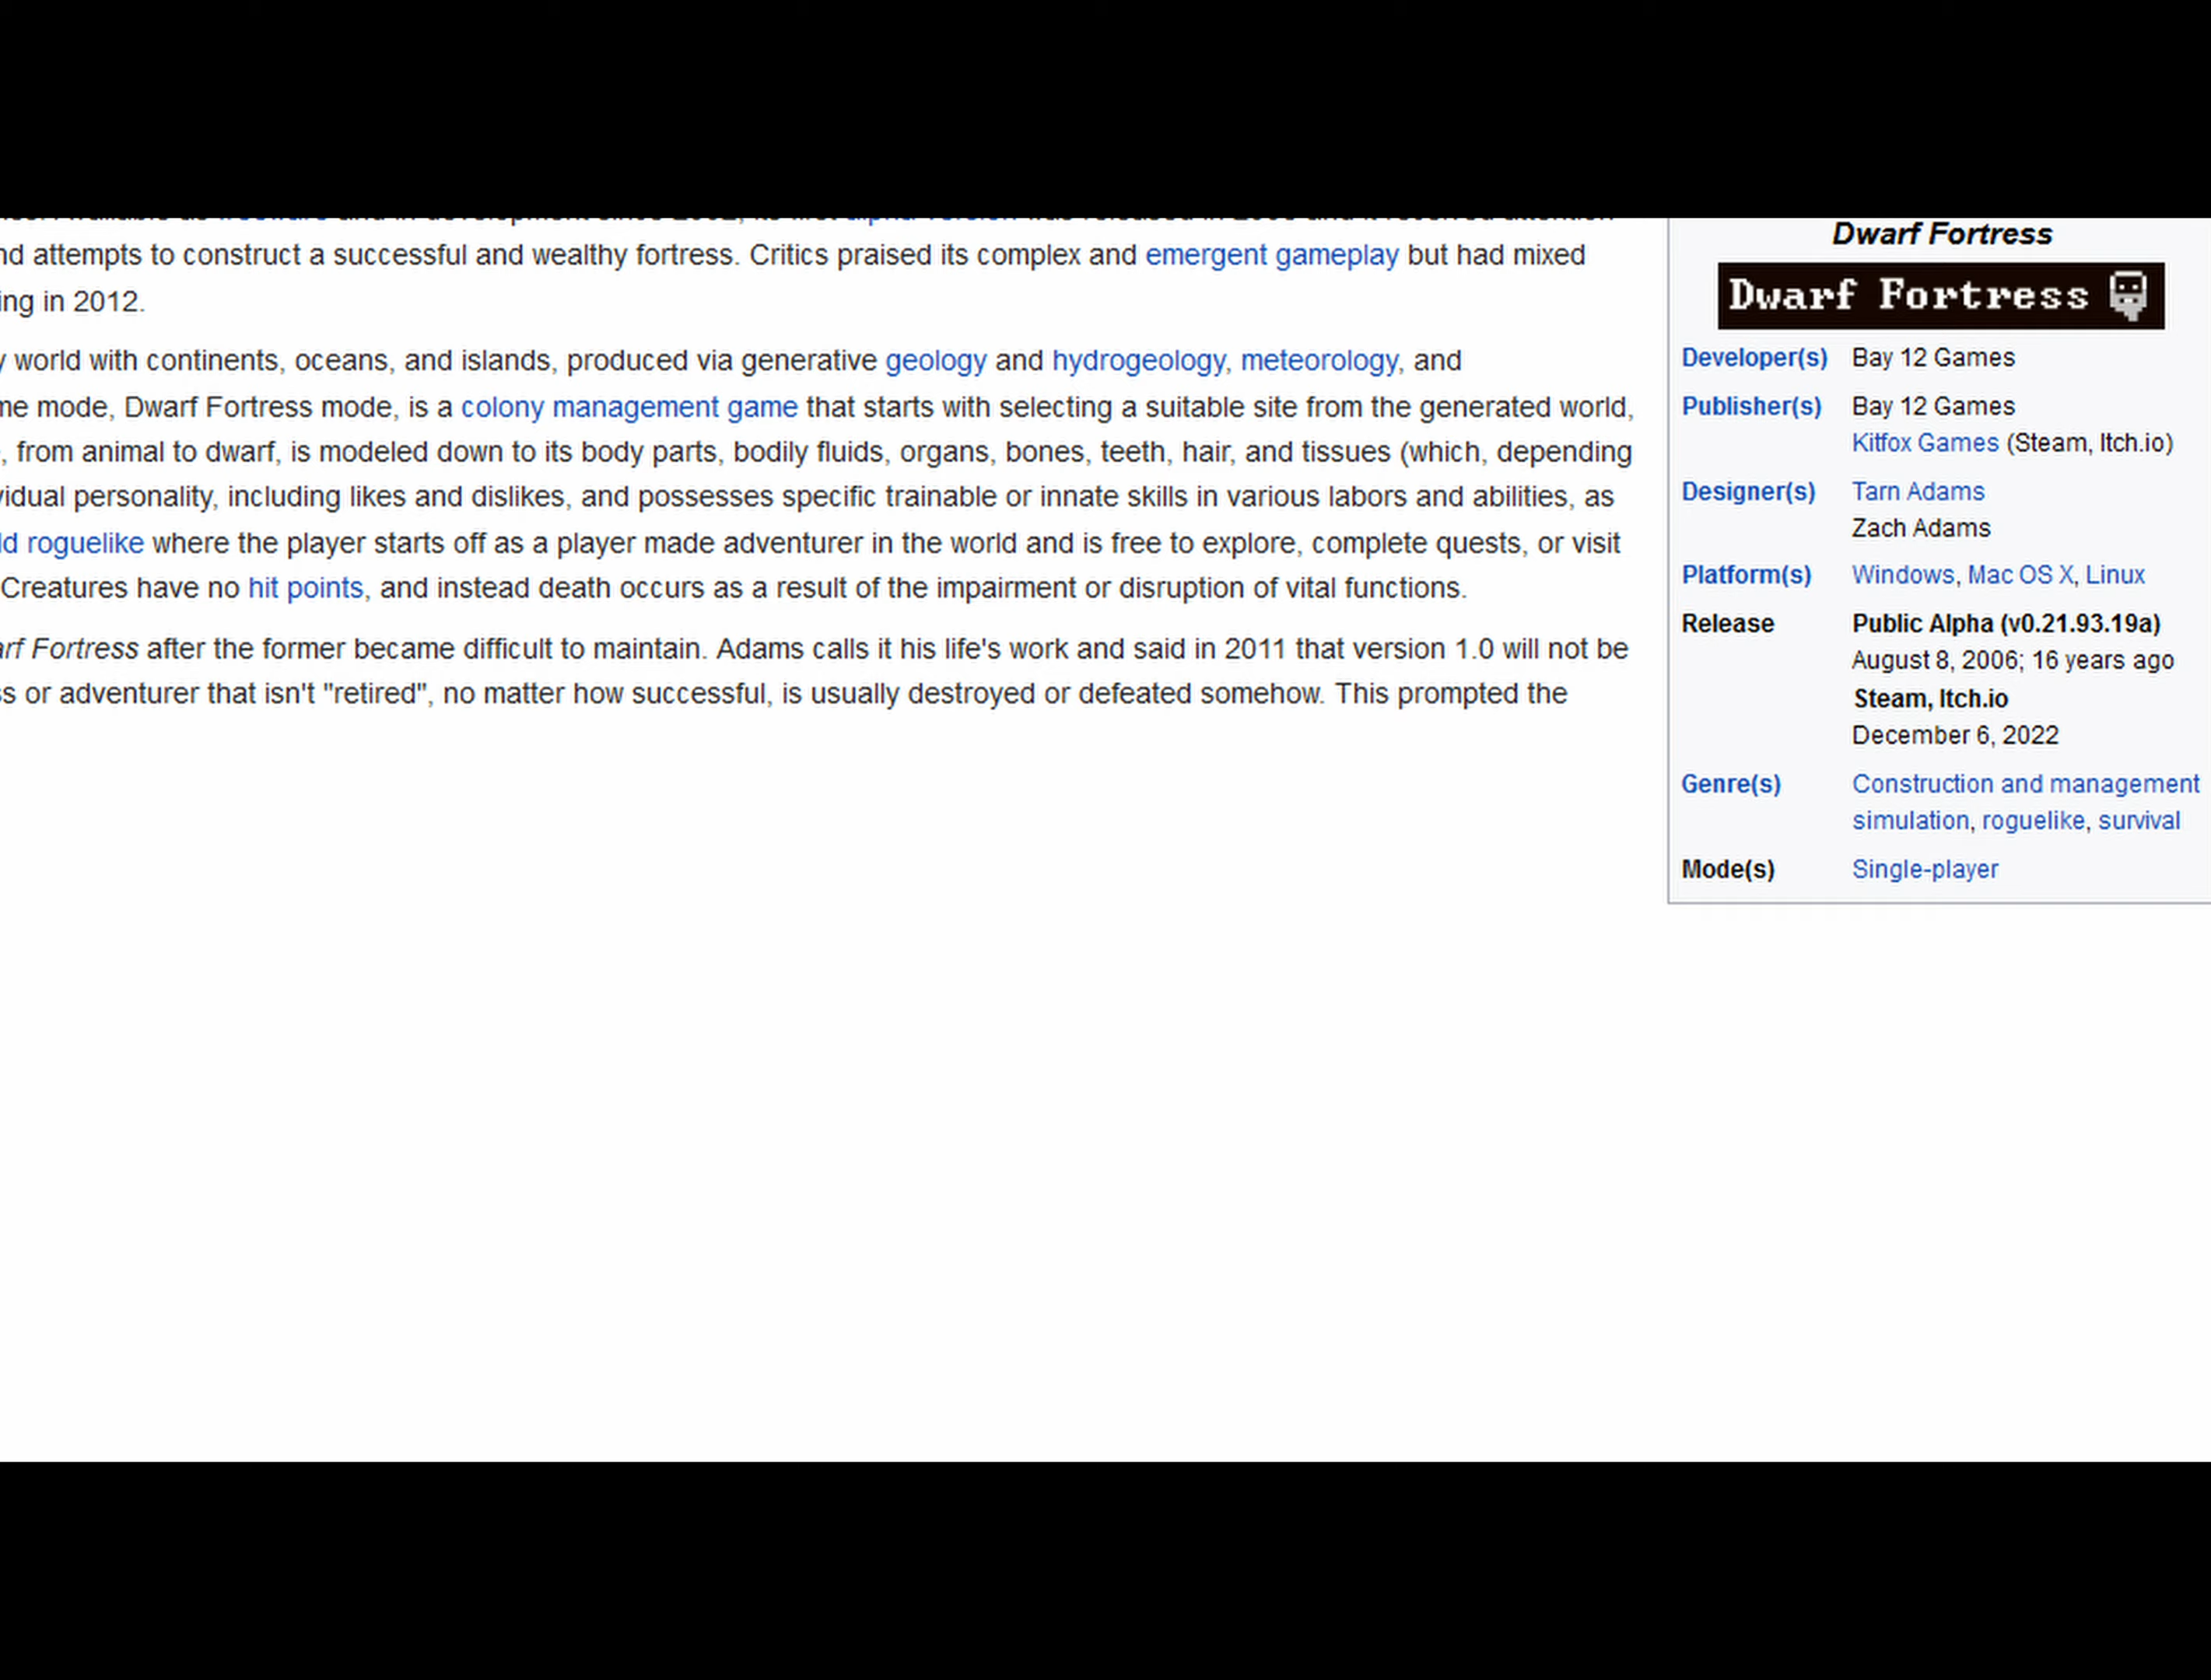 nd attempts to construct a successful and wealthy fortress. Critics praised its complex and emergent gameplay but had mixed
ing in 2012.
y world with continents, oceans, and islands, produced via generative geology and hydrogeology, meteorology, and
me mode, Dwarf Fortress mode, is a colony management game that starts with selecting a suitable site from the generated world,
, from animal to dwarf, is modeled down to its body parts, bodily fluids, organs, bones, teeth, hair, and tissues (which, depending
vidual personality, including likes and dislikes, and possesses specific trainable or innate skills in various labors and abilities, as
ld roguelike where the player starts off as a player made adventurer in the world and is free to explore, complete quests, or visit
Creatures have no hit points, and instead death occurs as a result of the impairment or disruption of vital functions.
arf Fortress after the former became difficult to maintain. Adams calls it his life's work and said in 2011 that version 1.0 will not be
ss or adventurer that isn't "retired", no matter how successful, is usually destroyed or defeated somehow. This prompted the
Dwarf Fortress
Dwarf Fortress
Developer(s) Bay 12 Games
Publisher(s) Bay 12 Games
Kitfox Games (Steam, Itch.io)
Designer(s) Tarn Adams
Zach Adams
Platform(s) Windows, Mac OS X, Linux
Release Public Alpha (v0.21.93.19a)
August 8, 2006; 16 years ago
Steam, Itch.io
December 6, 2022
Genre(s) Construction and management
simulation, roguelike, survival
Mode(s) Single-player